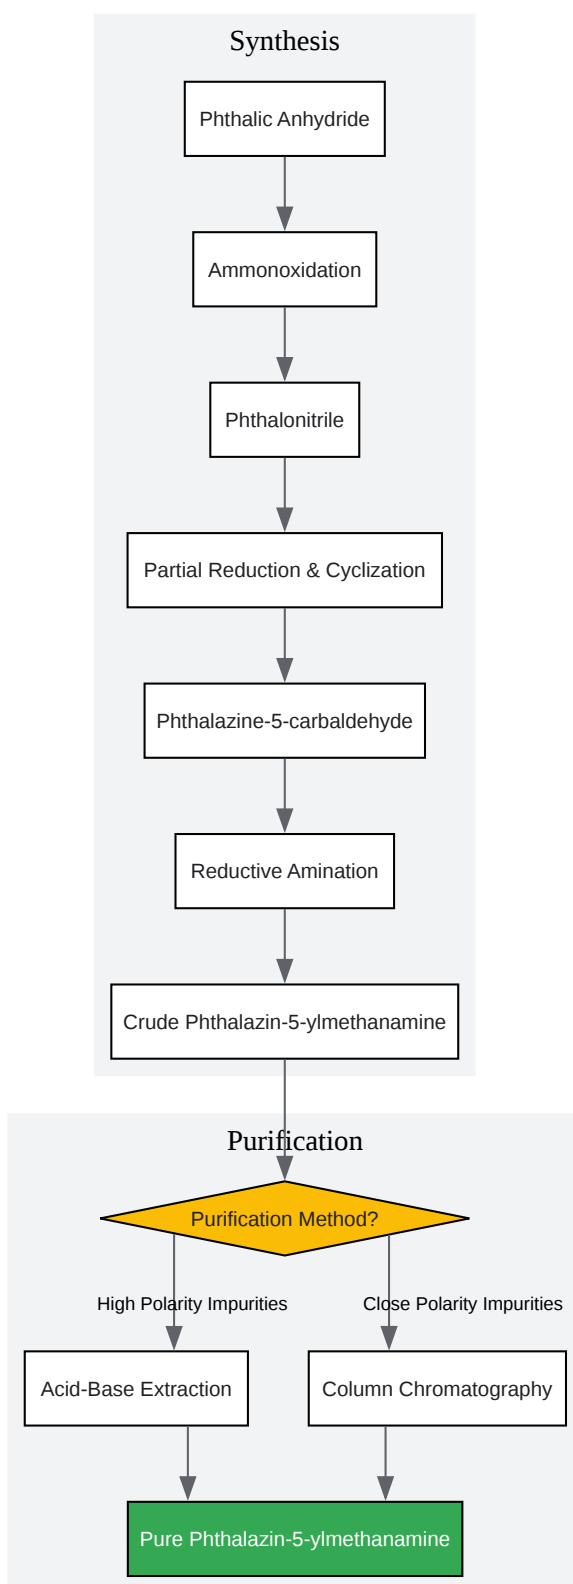 Synthesis
Phthalic Anhydride
Ammonoxidation
Phthalonitrile
Partial Reduction & Cyclization
Phthalazine-5-carbaldehyde
Reductive Amination
Crude Phthalazin-5-ylmethanamine
Purification
Purification Method?
High Polarity Impurities
Close Polarity Impurities
Acid-Base Extraction
Column Chromatography
Pure Phthalazin-5-ylmethanamine